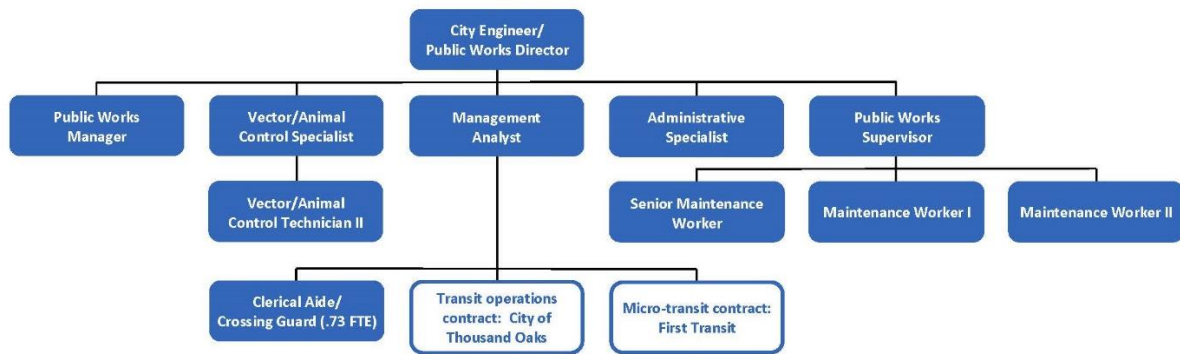 City Engineer/
Public Works Director
Public Works
Manager
Vector/Animal
Control Specialist
Management
Analyst
Administrative
Specialist
Public Works
Supervisor
Vector/Animal
Control Technician II
Senior Maintenance
Worker
Maintenance Worker I
Maintenance Worker II
Clerical Aide/
Crossing Guard (.73 FTE)
Transit operations
contract:  City of
Thousand Oaks
Micro-transit contract:
First Transit